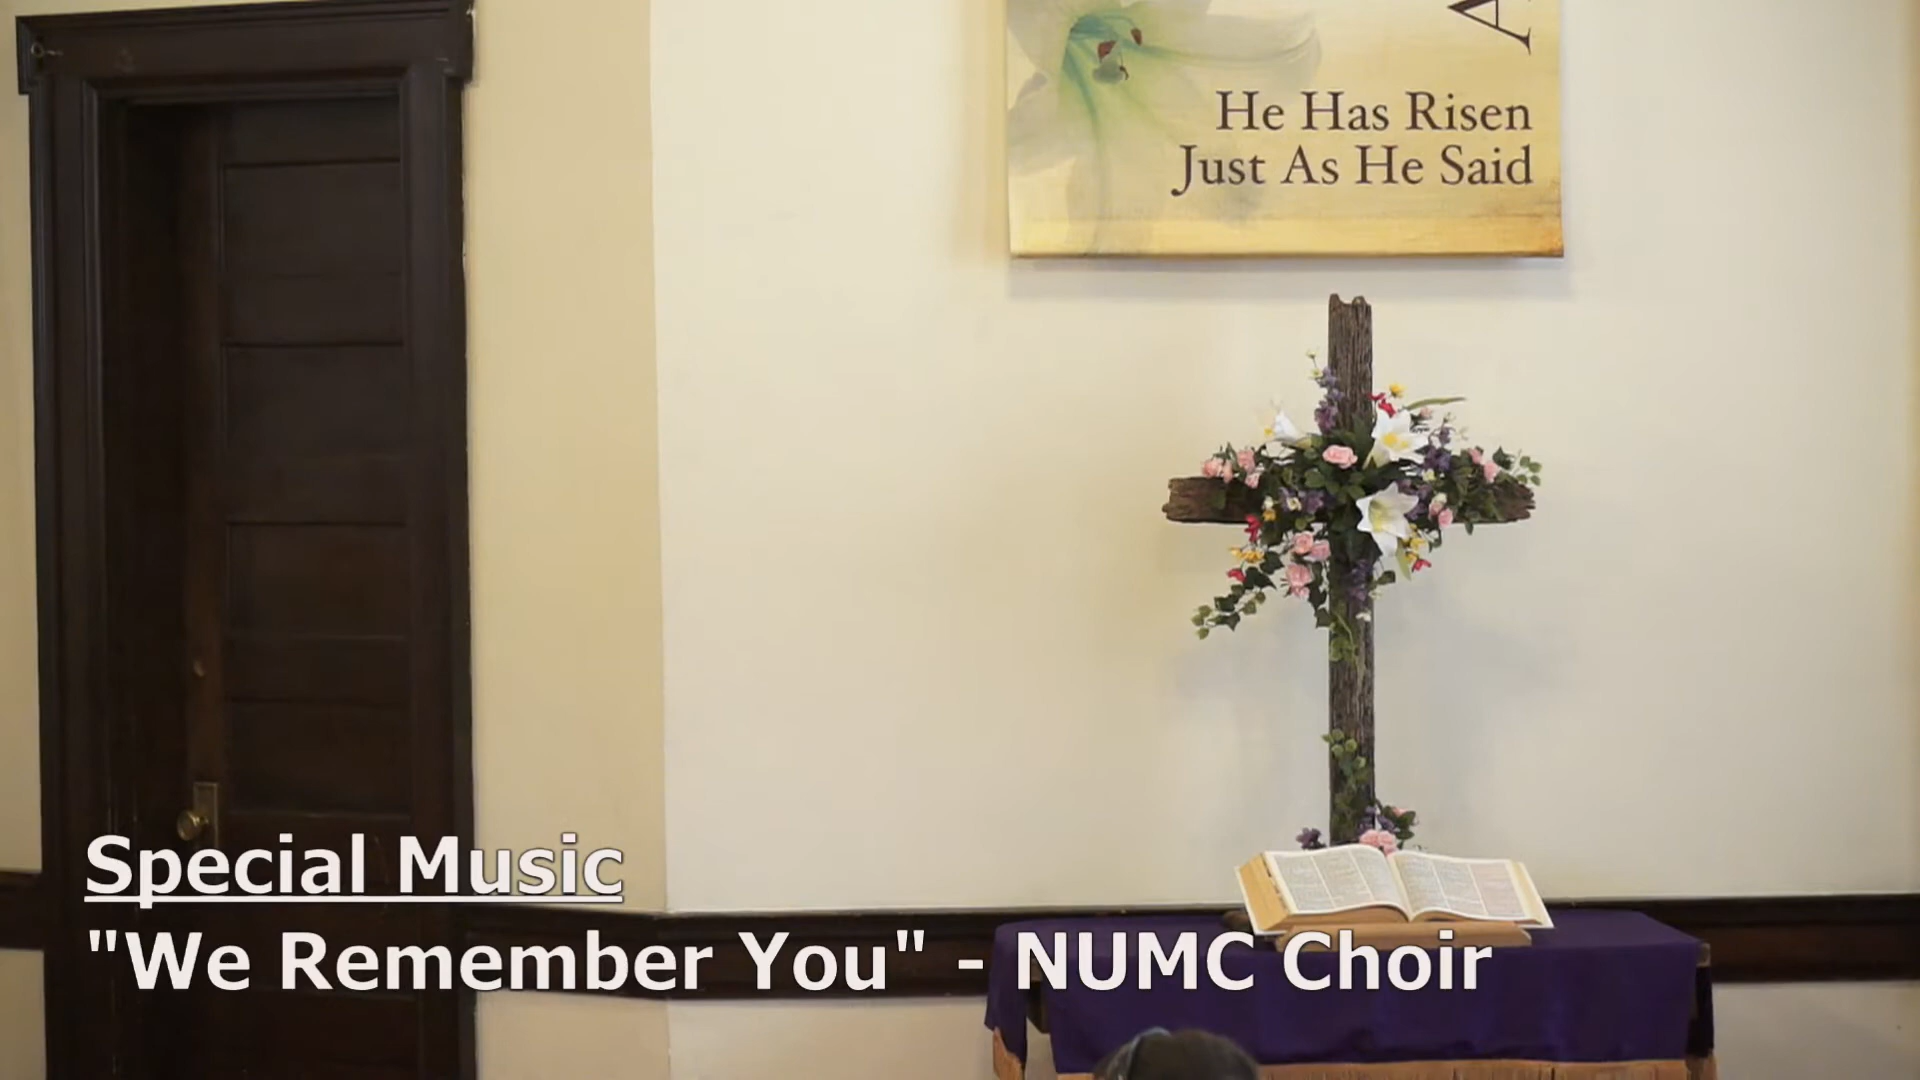 A
He Has Risen
Just As He Said
Special Music
"We Remember You" - NUMC Choir